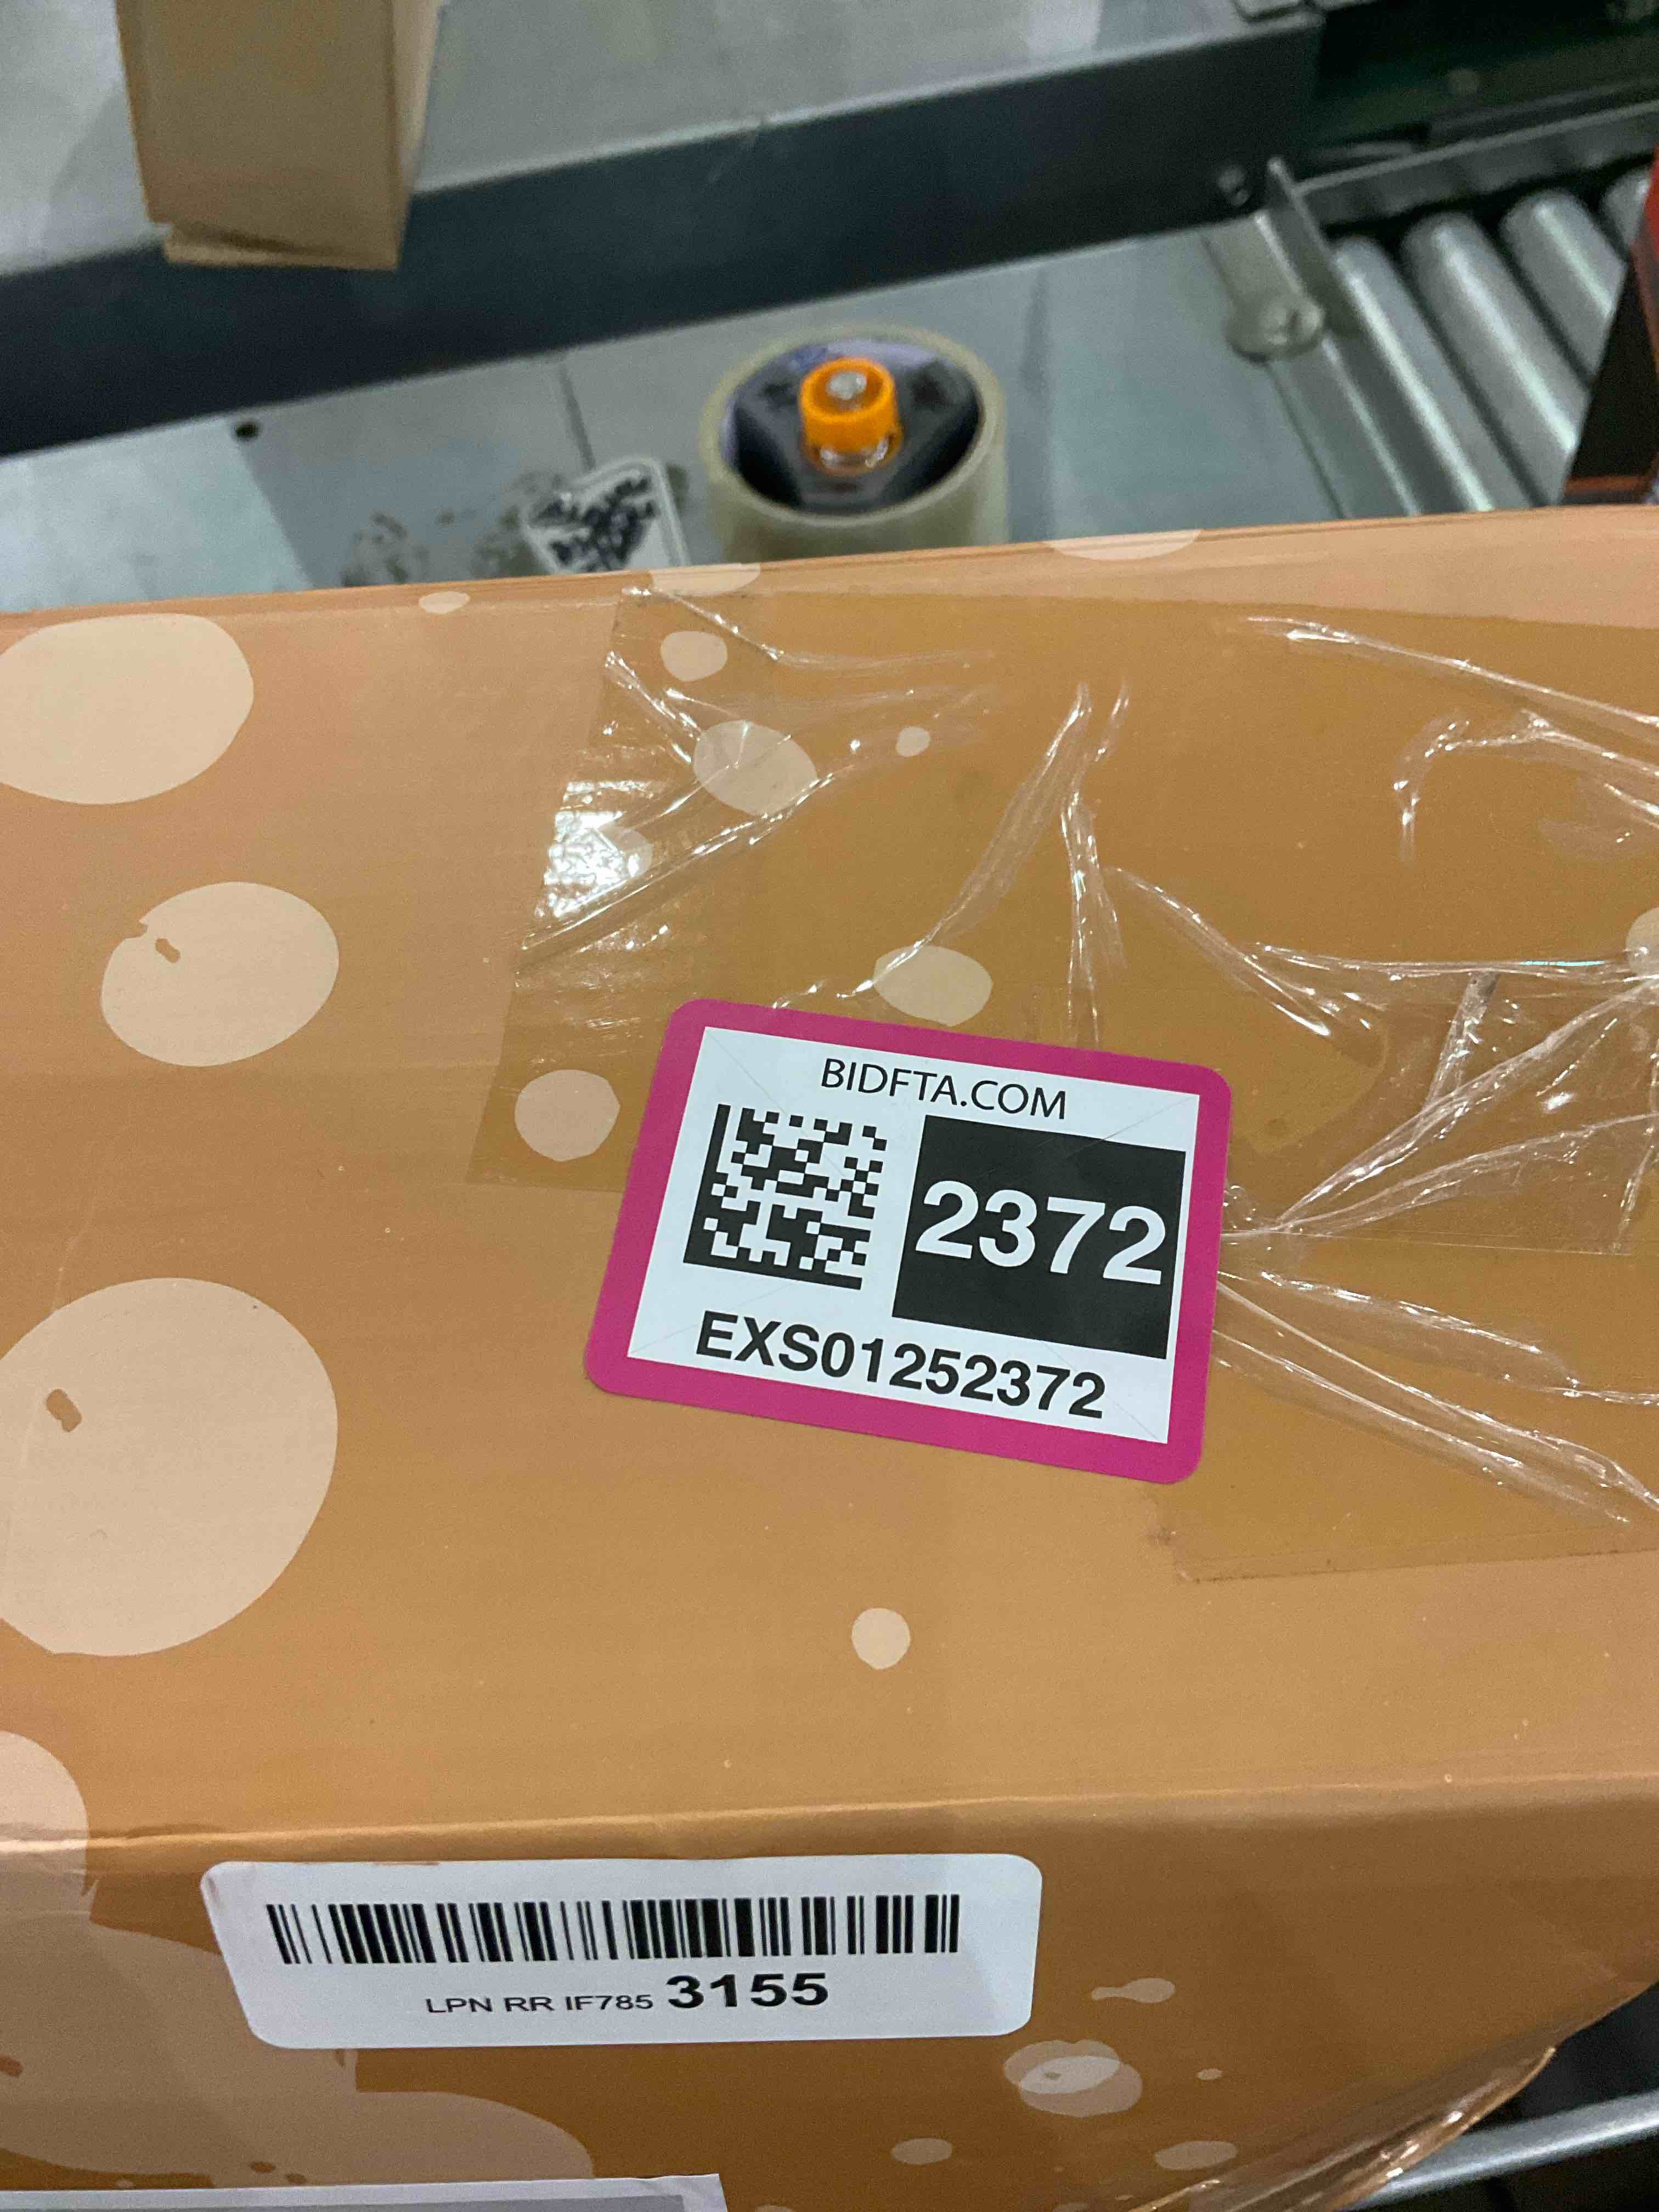 BIDFTA.COM
2372
EXS01252372
LPN RR IF785 3155